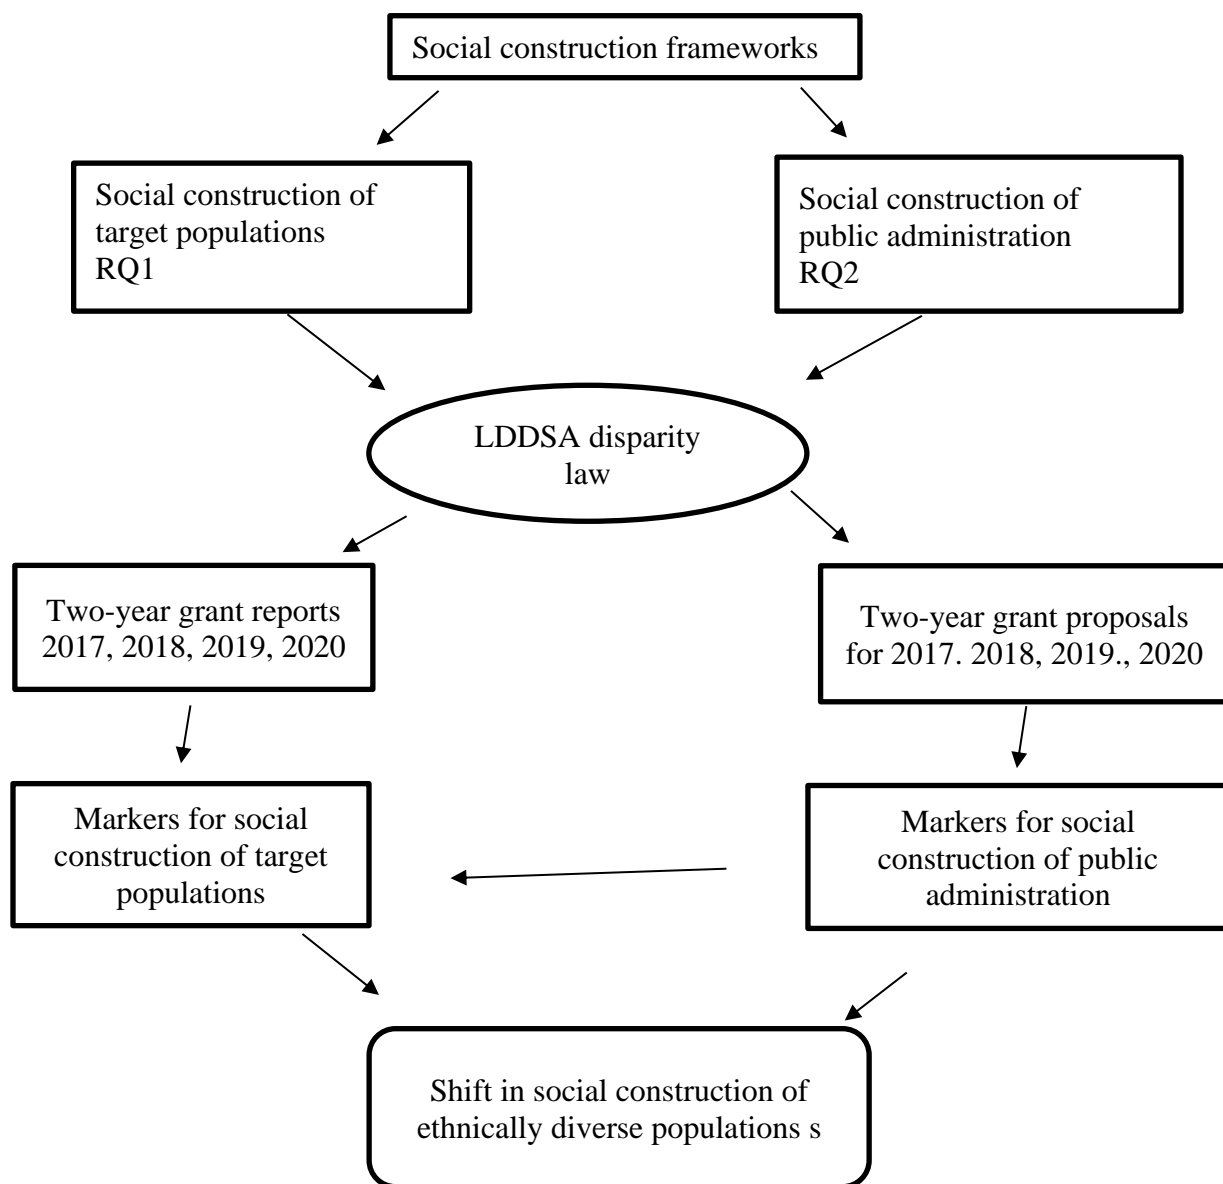 Social construction frameworks
Social construction of
target populations
RQ1
Social construction of
public administration
RQ2
LDDSA disparity
law
Two-year grant reports
2017, 2018, 2019, 2020
Two-year grant proposals
for 2017. 2018, 2019., 2020
Markers for social
construction of target
populations
Markers for social
construction of public
administration
Shift in social construction of
ethnically diverse populations s